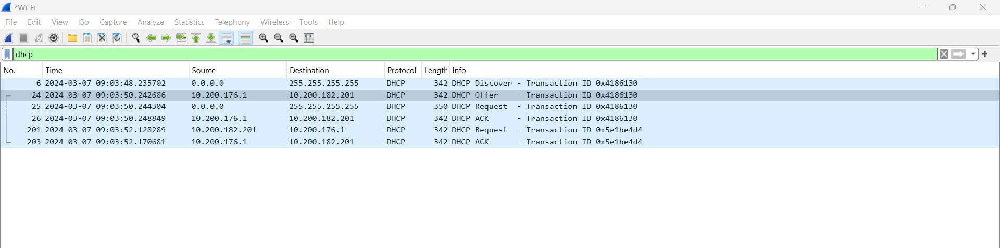 *Wi-Fi
File Edit View Go Capture Analyze Statistics Telephony Wireless Tools Help
dhcp
No. Time Source Destination Protocol Length Info
6 2024-03-07 09:03:48.235702 0.0.0.0 255.255.255.255 DHCP 342 DHCP Discover - Transaction ID 0x4186130
24 2024-03-07 09:03:50.242686 10.200.176.1 10.200.182.201 DHCP 342 DHCP Offer - Transaction ID 0x4186130
25 2024-03-07 09:03:50.244304 0.0.0.0 255.255.255.255 DHCP 350 DHCP Request - Transaction ID 0x4186130
26 2024-03-07 09:03:50.248849 10.200.176.1 10.200.182.201 DHCP 342 DHCP ACK - Transaction ID 0x4186130
201 2024-03-07 09:03:52.128289 10.200.182.201 10.200.176.1 DHCP 342 DHCP Request - Transaction ID 0x5e1be4d4
203 2024-03-07 09:03:52.170681 10.200.176.1 10.200.182.201 DHCP 342 DHCP ACK - Transaction ID 0x5e1be4d4